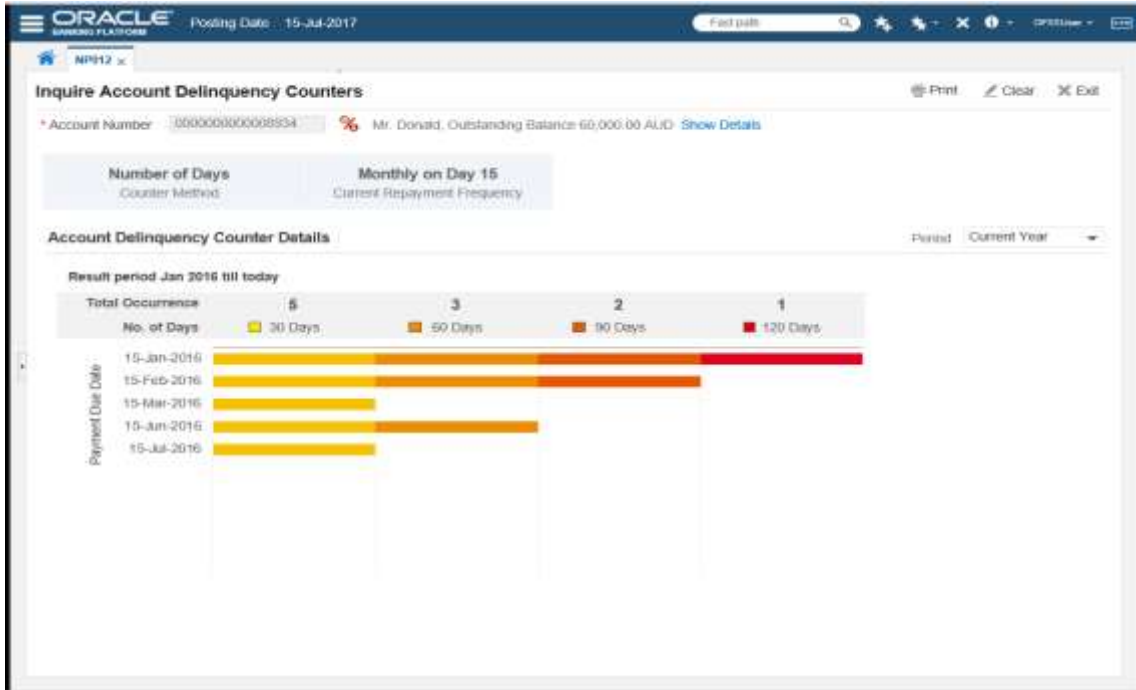 ORACLE Posting Date 15-Jul-2017 Fast path
BANKING PLATFORM
NP012 x
Inquire Account Delinquency Counters Print Clear Exit
* Account Number Mr. Donald, Outstanding Balance 60,000.00 AUD Show Details
Number of Days Monthly on Day 15
Counter Method Current Repayment Frequency
Account Delinquency Counter Details Period Current Year
Result period Jan 2016 till today
Total Occurrence 5 3 2 1
No. of Days 30 Days 60 Days 90 Days 120 Days
Payment Due Date
15-Jan-2016
15-Feb-2016
15-Mar-2016
15-Jun-2016
15-Jul-2016